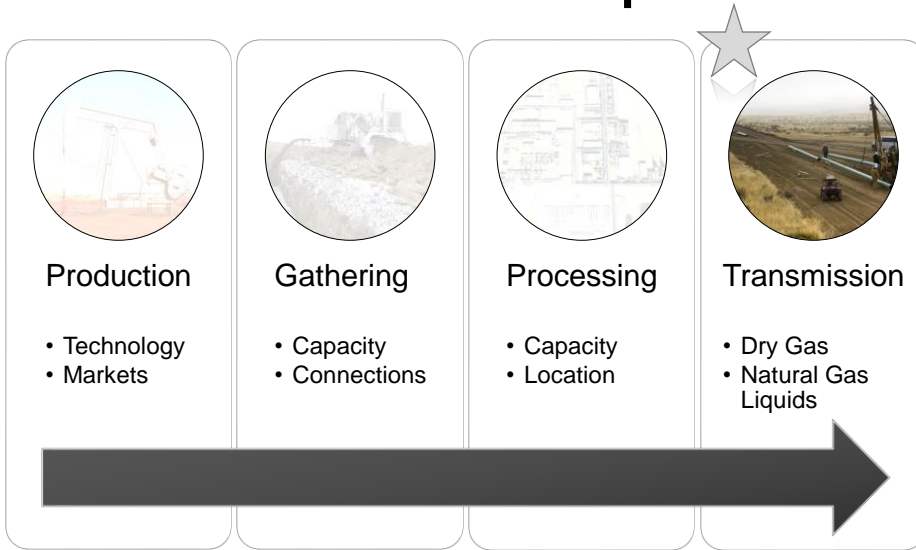 Production
• Technology
• Markets
Gathering
• Capacity
• Connections
Processing
• Capacity
• Location
Transmission
• Dry Gas
• Natural Gas
Liquids